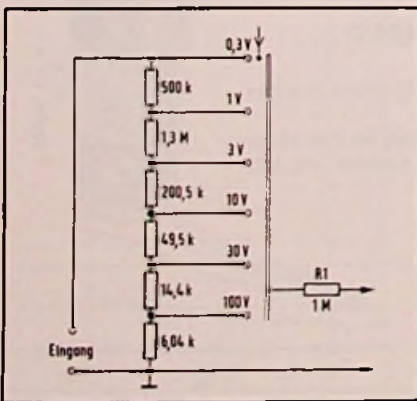 0,3 V
500 k
1 V
1,3 M
3 V
200,5 k
10 V
49,5 k
30 V
14,4 k
R1
1 M
100 V
Eingang
6,04 k